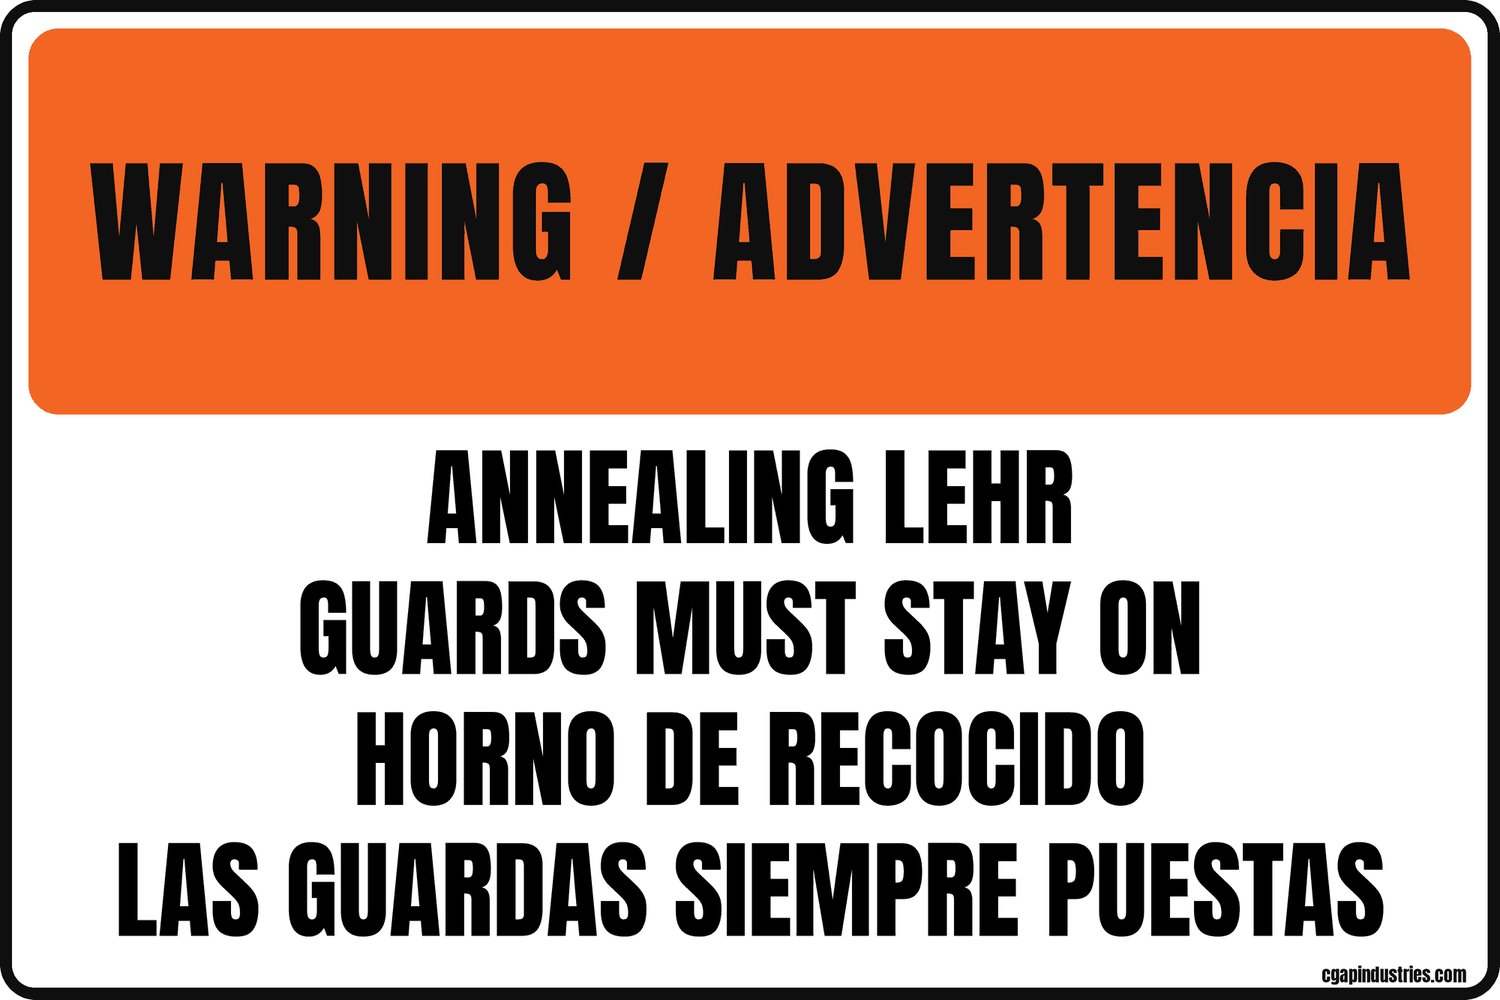 WARNING / ADVERTENCIA
ANNEALING LEHR
GUARDS MUST STAY ON
HORNO DE RECOCIDO
LAS GUARDAS SIEMPRE PUESTAS
cgapindustries.com